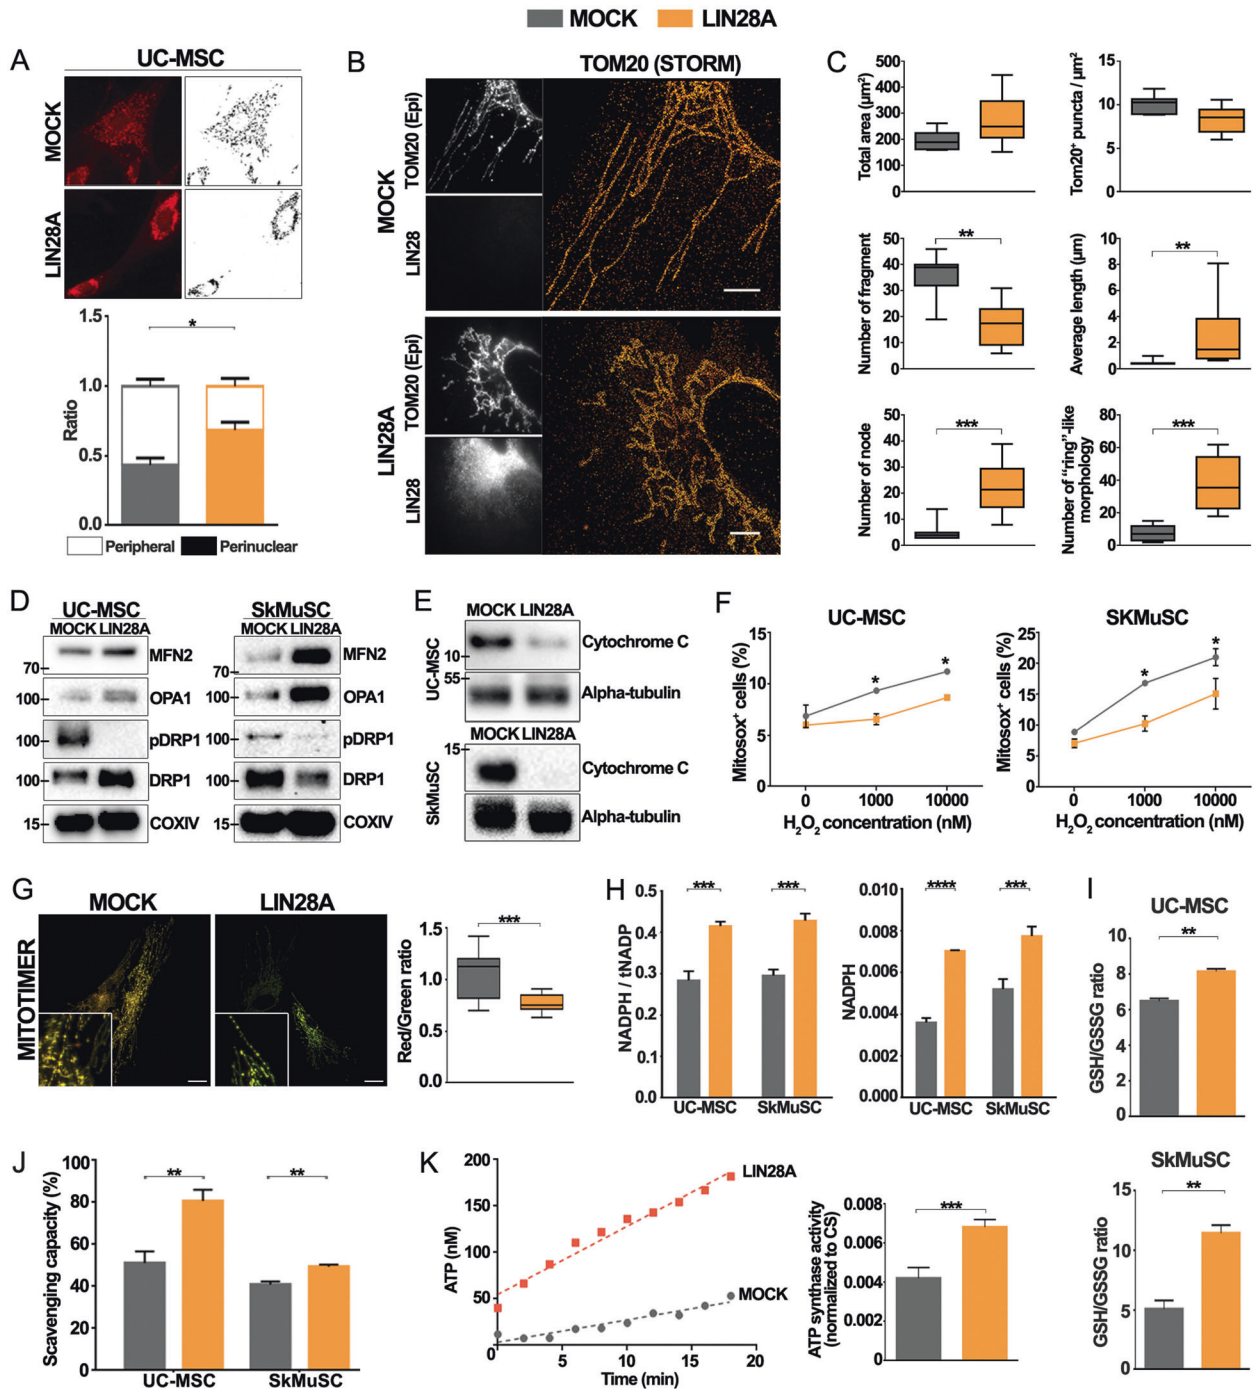 MOCK LIN28A
A
UC-MSC
MOCK
LIN28A
1.5
1.0
0.5
0.0
Ratio
*
Peripheral Perinuclear
B
TOM20 (STORM)
MOCK
TOM20 (Epi)
LIN28
LIN28A
TOM20 (Epi)
LIN28
C
Total area (µm²)
500
400
300
200
100
0
Tom20⁺ puncta / µm²
15
10
5
0
Number of fragment
50
40
30
20
10
0
**
Average length (µm)
10
8
6
4
2
0
**
Number of node
50
40
30
20
10
0
***
Number of "ring"-like
morphology
80
60
40
20
0
***
D
UC-MSC
MOCK LIN28A
70
MFN2
100
OPA1
100
pDRP1
100
DRP1
15
COXIV
SkMuSC
MOCK LIN28A
70
MFN2
100
OPA1
100
pDRP1
100
DRP1
15
COXIV
E
MOCK LIN28A
UC-MSC
10
Cytochrome C
55
Alpha-tubulin
MOCK LIN28A
SkMuSC
15
Cytochrome C
Alpha-tubulin
F
UC-MSC
Mitosox⁺ cells (%)
15
10
5
0
* *
0 1000 10000
H₂O₂ concentration (nM)
SKMuSC
Mitosox⁺ cells (%)
25
20
15
10
5
0
* *
0 1000 10000
H₂O₂ concentration (nM)
G
MOCK LIN28A
MITOTIMER
Red/Green ratio
1.5
1.0
0.5
0.0
***
H
NADPH / tNADP
0.5
0.4
0.3
0.2
0.1
0.0
*** ***
UC-MSC SkMuSC
NADPH
0.010
0.008
0.006
0.004
0.002
0.000
**** ***
UC-MSC SkMuSC
I
UC-MSC
GSH/GSSG ratio
10
8
6
4
2
0
**
SkMuSC
GSH/GSSG ratio
15
10
5
0
**
J
Scavenging capacity (%)
100
80
60
40
20
0
** **
UC-MSC SkMuSC
K
ATP (nM)
200
150
100
50
0
LIN28A
MOCK
0 5 10 15 20
Time (min)
ATP synthase activity
(normalized to CS)
0.008
0.006
0.004
0.002
0.000
***